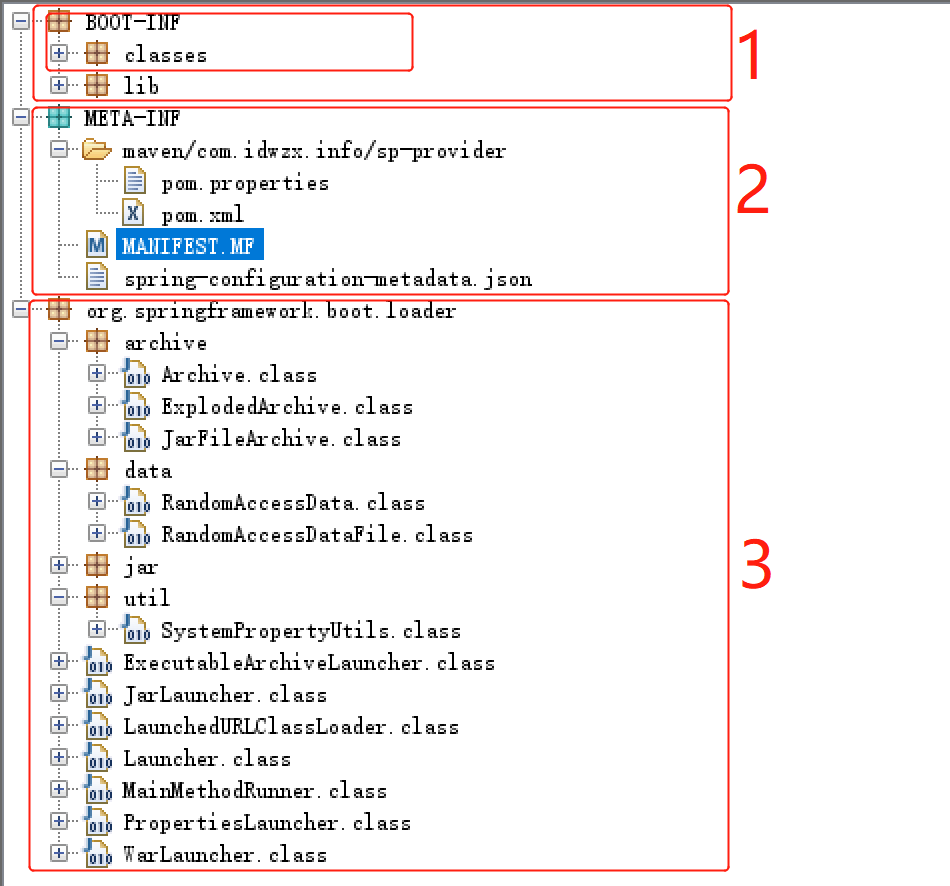 BOOT-INF
classes
lib
1
META-INF
maven/com.idwzx.info/sp-provider
pom.properties
pom.xml
MANIFEST.MF
spring-configuration-metadata.json
2
org.springframework.boot.loader
archive
Archive.class
ExplodedArchive.class
JarFileArchive.class
data
RandomAccessData.class
RandomAccessDataFile.class
jar
util
SystemPropertyUtils.class
ExecutableArchiveLauncher.class
JarLauncher.class
LaunchedURLClassLoader.class
Launcher.class
MainMethodRunner.class
PropertiesLauncher.class
WarLauncher.class
3